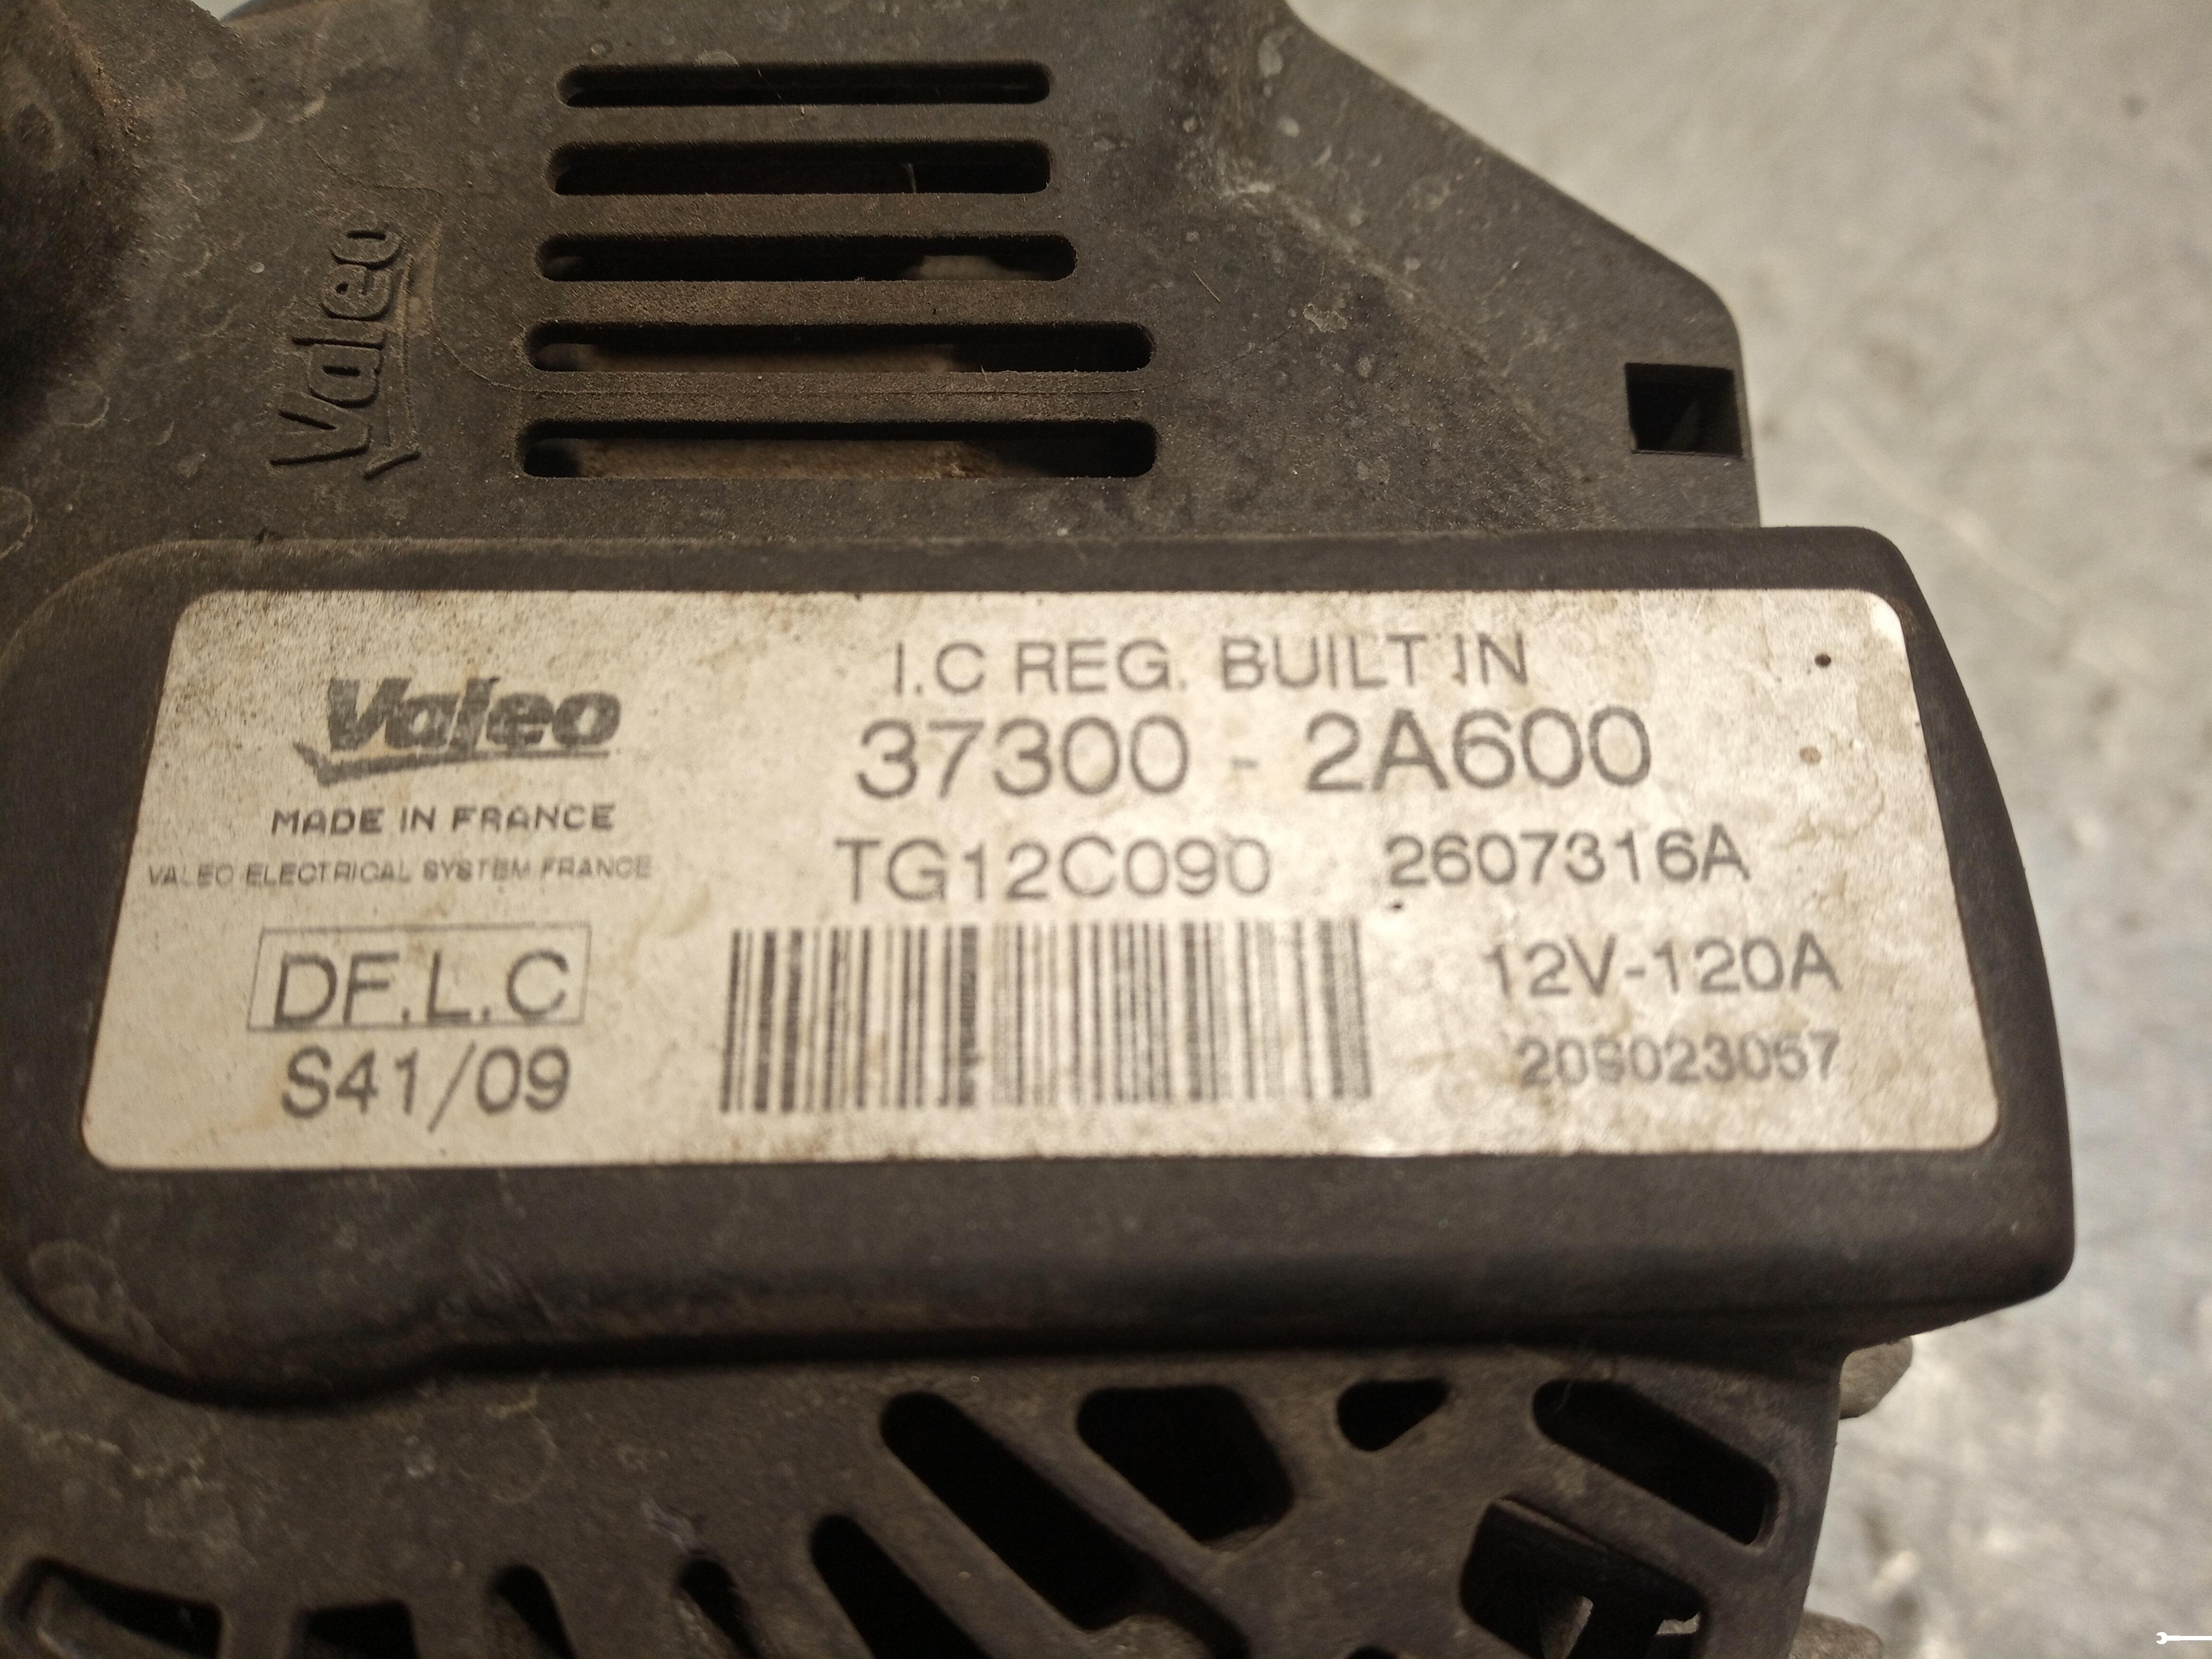 Valeo
Valeo
MADE IN FRANCE
VALEO ELECTRICAL SYSTEM FRANCE
DF.L.C
S41/09
I.C REG. BUILT IN
37300 - 2A600
TG12C090 2607316A
12V-120A
209023057